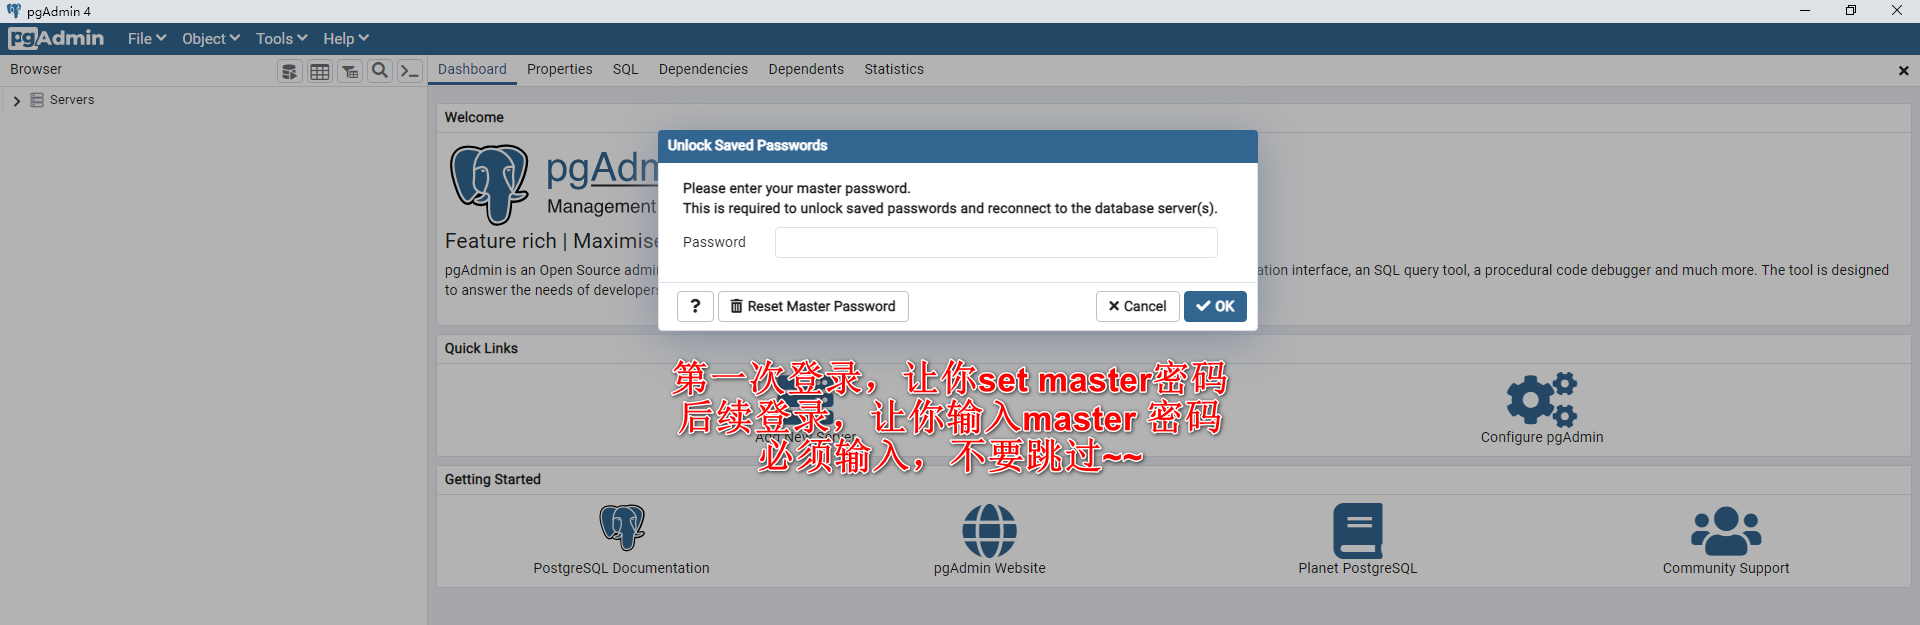 pgAdmin 4
pgAdmin File Object Tools Help
Browser
Dashboard Properties SQL Dependencies Dependents Statistics
Servers
Welcome
Unlock Saved Passwords
pgAdm
Management
Please enter your master password.
This is required to unlock saved passwords and reconnect to the database server(s).
Password
Feature rich | Maximise
pgAdmin is an Open Source admi
ation interface, an SQL query tool, a procedural code debugger and much more. The tool is designed
to answer the needs of developers
? Reset Master Password Cancel OK
Quick Links
第一次登录，让你set master密码
后续登录，让你输入master 密码
必须输入，不要跳过~~
Add New Server
Configure pgAdmin
Getting Started
PostgreSQL Documentation
pgAdmin Website
Planet PostgreSQL
Community Support